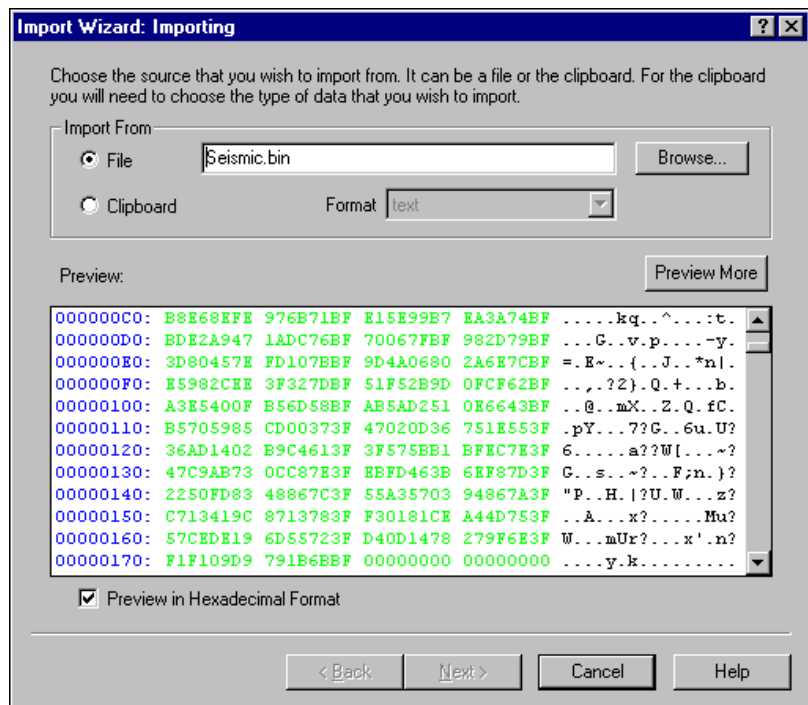 Import Wizard: Importing
Choose the source that you wish to import from. It can be a file or the clipboard. For the clipboard
you will need to choose the type of data that you wish to import.
Import From
File Seismic.bin Browse...
Clipboard Format text
Preview: Preview More
000000C0: B8E68EFE 976B71BF E15E99B7 EA3A74BF .....kq..^...:t.
000000D0: BDE2A947 1ADC76BF 70067FBF 982D79BF ...G..v.p....-y.
000000E0: 3D80457E FD107BBF 9D4A0680 2A6E7CBF =.E~..{..J..*n|.
000000F0: E5982CEE 3F327DBF 51F52B9D 0FCF62BF ..,.?2}.Q.+...b.
00000100: A3E5400F B56D58BF AB5AD251 0E6643BF ..@..mX..Z.Q.fC.
00000110: B5705985 CD00373F 47020D36 751E553F .pY...7?G..6u.U?
00000120: 36AD1402 B9C4613F 3F575BB1 BFEC7E3F 6.....a??W[...~?
00000130: 47C9AB73 0CC87E3F EBFD463B 6EF87D3F G..s..~?..F;n.}?
00000140: 2250FD83 48867C3F 55A35703 94867A3F "P..H.|?U.W...z?
00000150: C713419C 8713783F F30181CE A44D753F ..A...x?.....Mu?
00000160: 57CEDE19 6D55723F D40D1478 279F6E3F W...mUr?...x'.n?
00000170: F1F109D9 791B6BBF 00000000 00000000 ....y.k.........
Preview in Hexadecimal Format
< Back Next > Cancel Help